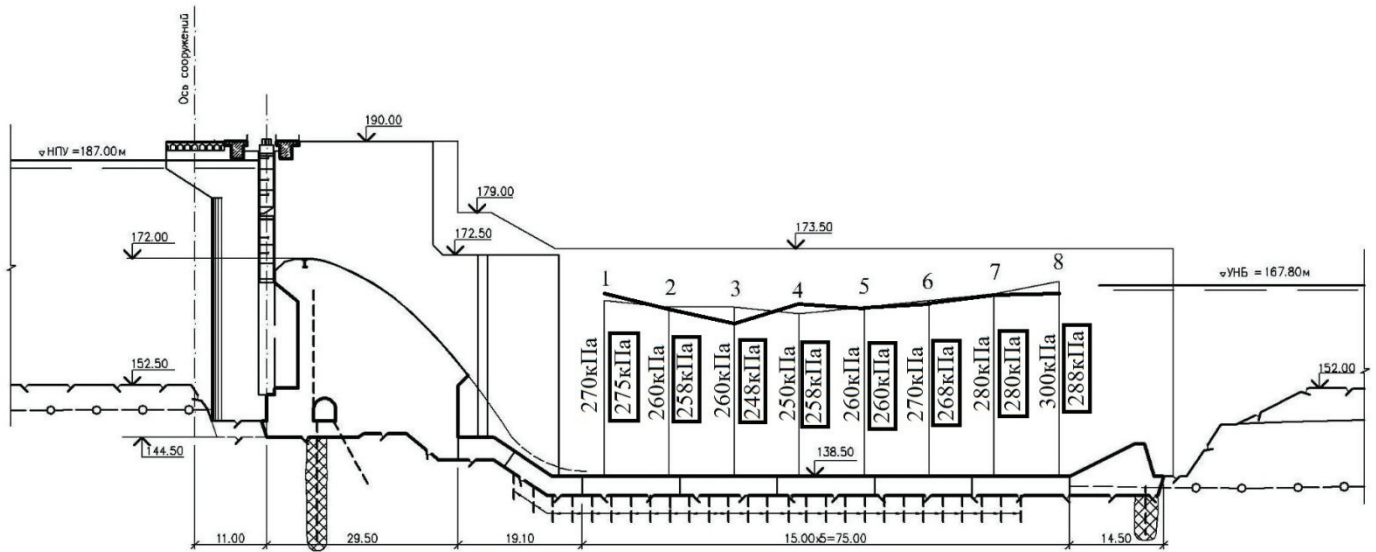 Ось сооружений
190.00
▽НПУ =187.00м
179.00
172.50
172.00
173.50
▽УНБ =167.80м
1
2
3
4
5
6
7
8
270кПа
275кПа
260кПа
258кПа
260кПа
248кПа
250кПа
258кПа
260кПа
260кПа
270кПа
268кПа
280кПа
280кПа
300кПа
288кПа
152.50
152.00
144.50
138.50
11.00
29.50
19.10
15.00x5=75.00
14.50